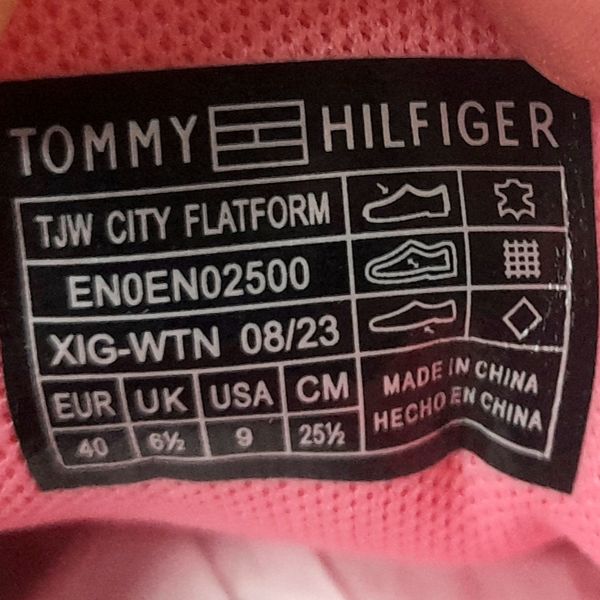 TOMMY HILFIGER
TJW CITY FLATFORM
EN0EN02500
XIG-WTN 08/23
EUR UK USA CM
40 6½ 9 25½
MADE IN CHINA
HECHO EN CHINA